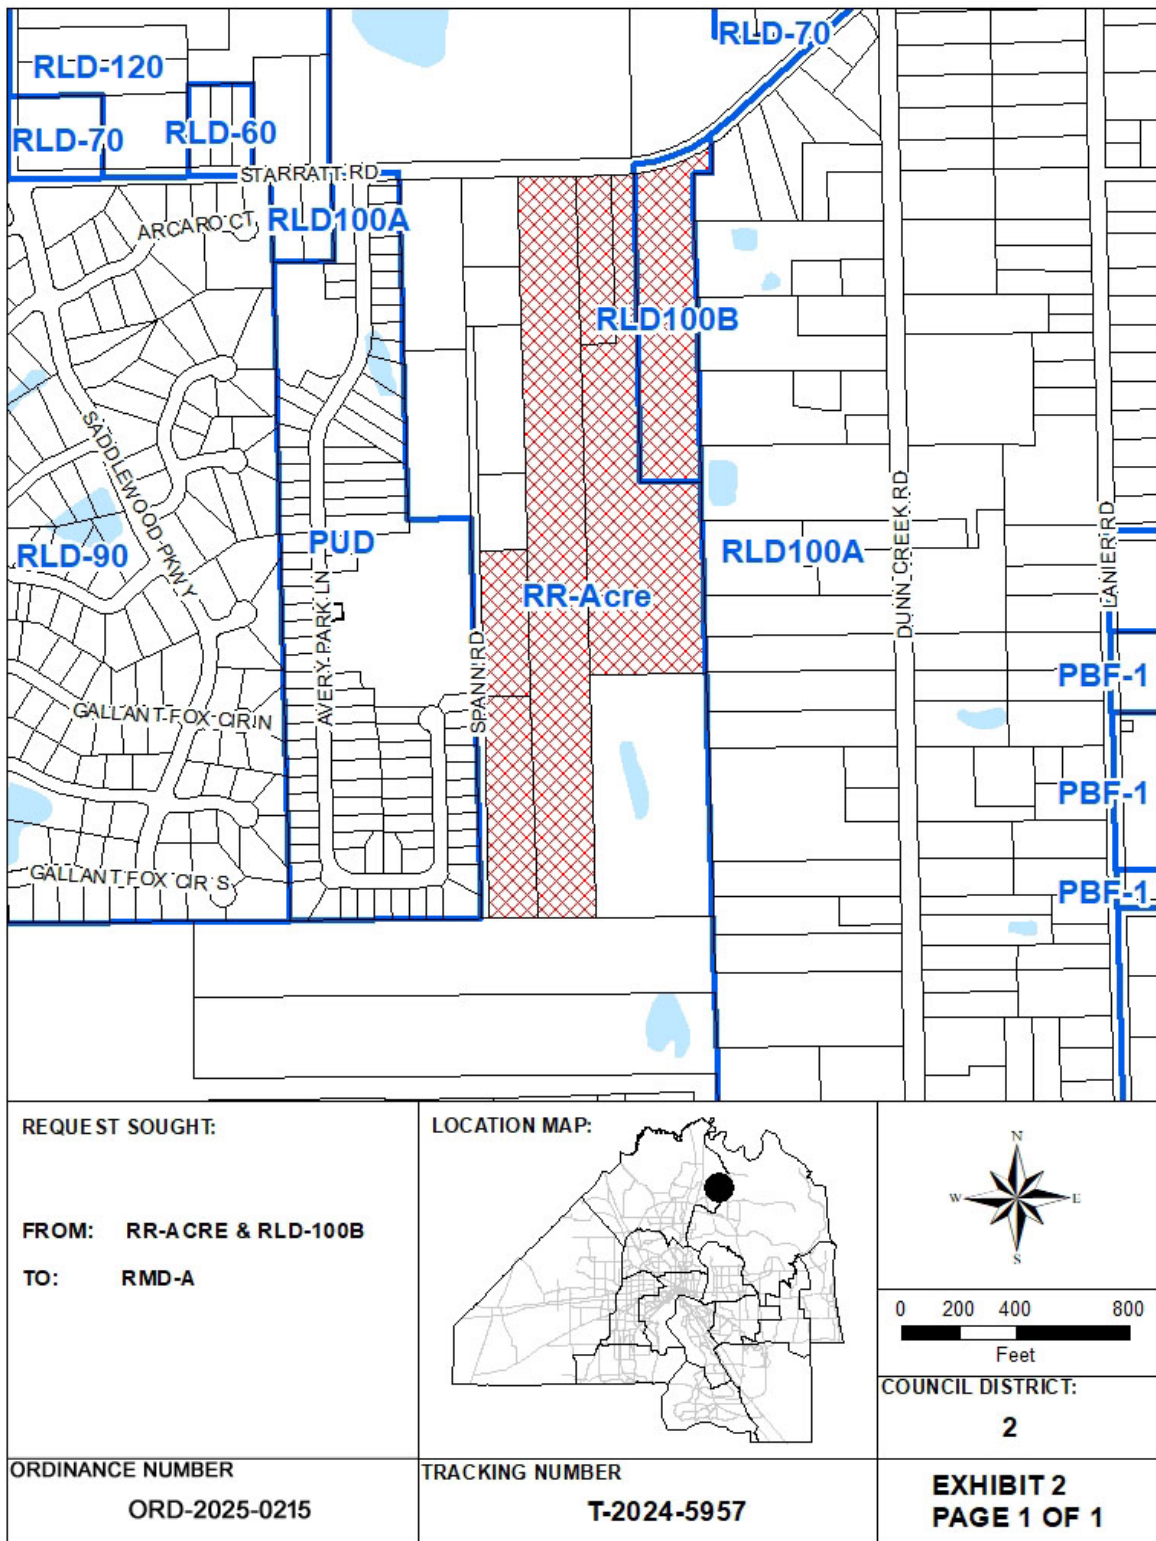 RLD-70
RLD-120
RLD-70
RLD-60
STARRATT RD
RLD100A
ARCARO CT
RLD100B
SADDLEWOOD PKWY
DUNN CREEK RD
LANIER RD
RLD-90
PUD
RLD100A
RR-Acre
AVERY PARK LN
SPANN RD
PBF-1
GALLANT FOX CIR N
PBF-1
GALLANT FOX CIR S
PBF-1
REQUEST SOUGHT:
FROM: RR-ACRE & RLD-100B
TO: RMD-A
LOCATION MAP:
N
W E
S
0 200 400 800
Feet
COUNCIL DISTRICT:
2
ORDINANCE NUMBER
ORD-2025-0215
TRACKING NUMBER
T-2024-5957
EXHIBIT 2
PAGE 1 OF 1